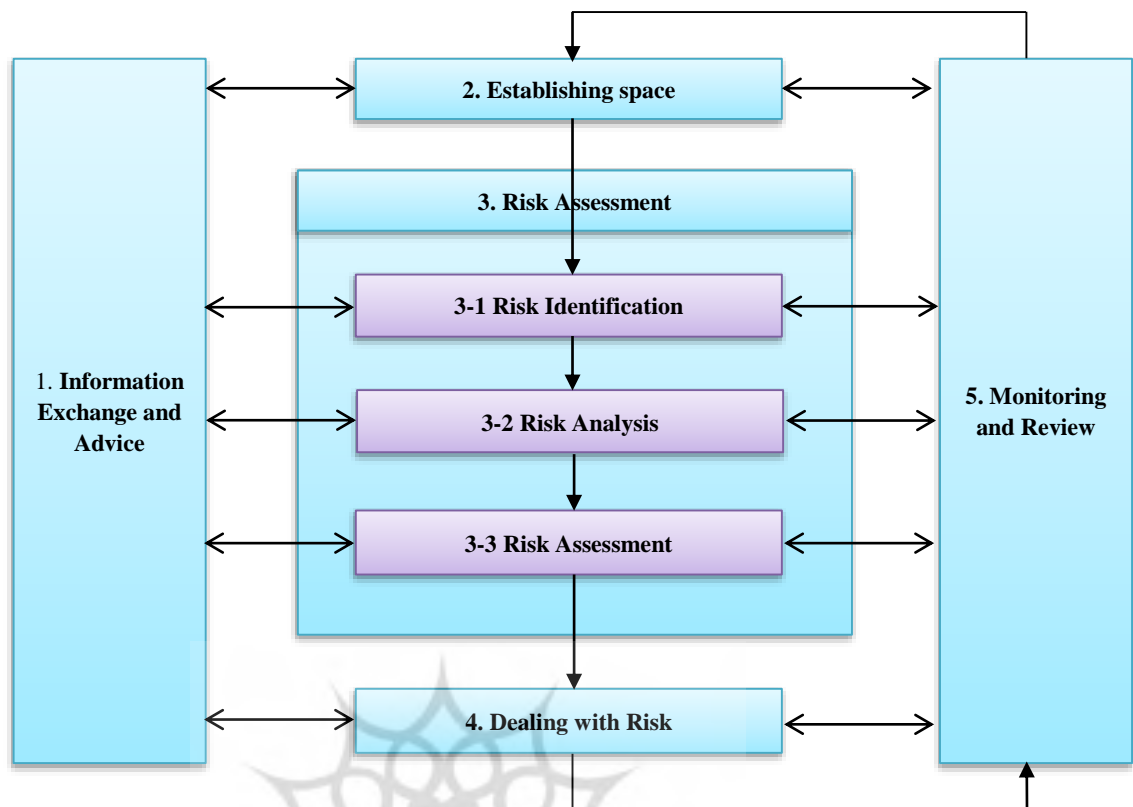 2. Establishing space
3. Risk Assessment
3-1 Risk Identification
1. Information
Exchange and
Advice
3-2 Risk Analysis
5. Monitoring
and Review
3-3 Risk Assessment
4. Dealing with Risk